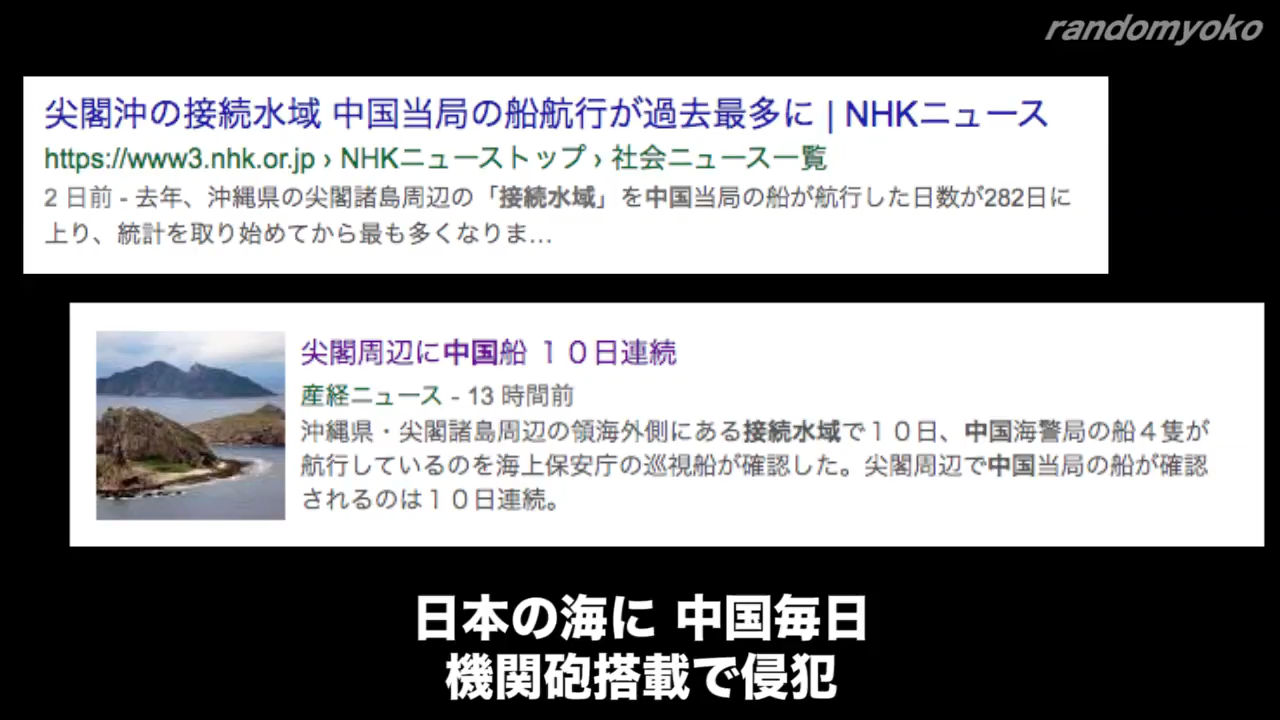 randomyoko
尖閣沖の接続水域 中国当局の船航行が過去最多に | NHKニュース
https://www3.nhk.or.jp › NHKニューストップ › 社会ニュース一覧
2 日前 - 去年、沖縄県の尖閣諸島周辺の「接続水域」を中国当局の船が航行した日数が282日に
上り、統計を取り始めてから最も多くなりま...
尖閣周辺に中国船 １０日連続
産経ニュース - 13 時間前
沖縄県・尖閣諸島周辺の領海外側にある接続水域で１０日、中国海警局の船４隻が
航行しているのを海上保安庁の巡視船が確認した。尖閣周辺で中国当局の船が確認
されるのは１０日連続。
日本の海に 中国毎日
機関砲搭載で侵犯